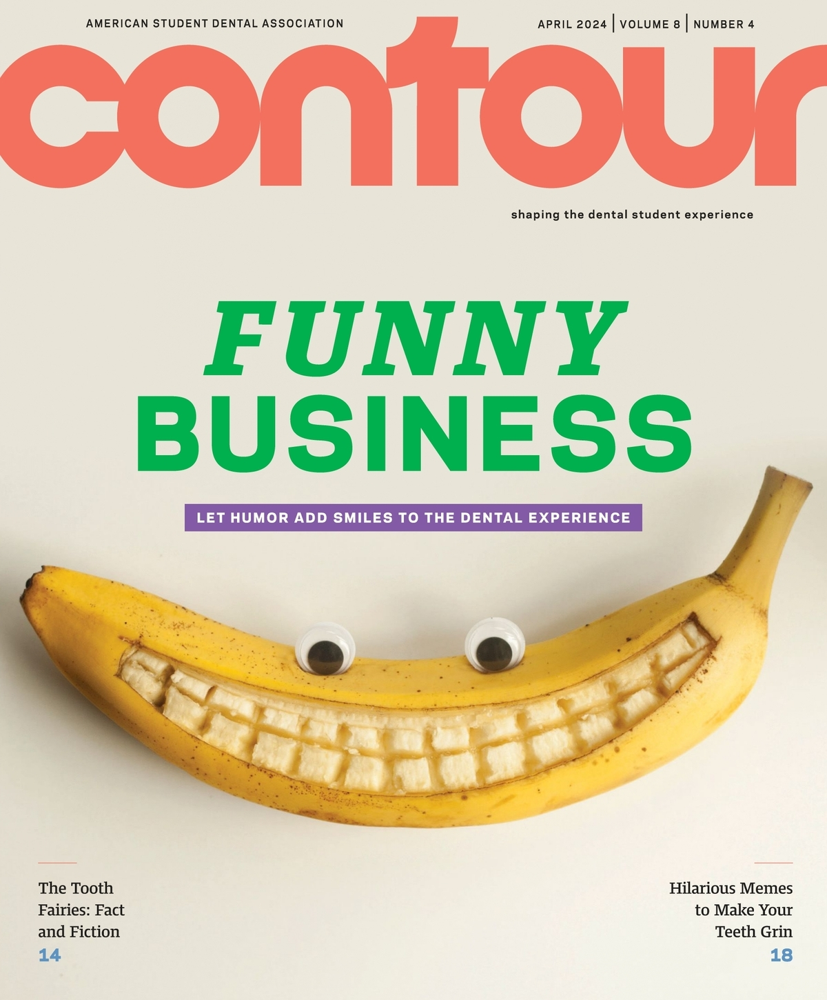 AMERICAN STUDENT DENTAL ASSOCIATION
APRIL 2024 | VOLUME 8 | NUMBER 4
contour
shaping the dental student experience
FUNNY
BUSINESS
LET HUMOR ADD SMILES TO THE DENTAL EXPERIENCE
The Tooth
Fairies: Fact
and Fiction
14
Hilarious Memes
to Make Your
Teeth Grin
18